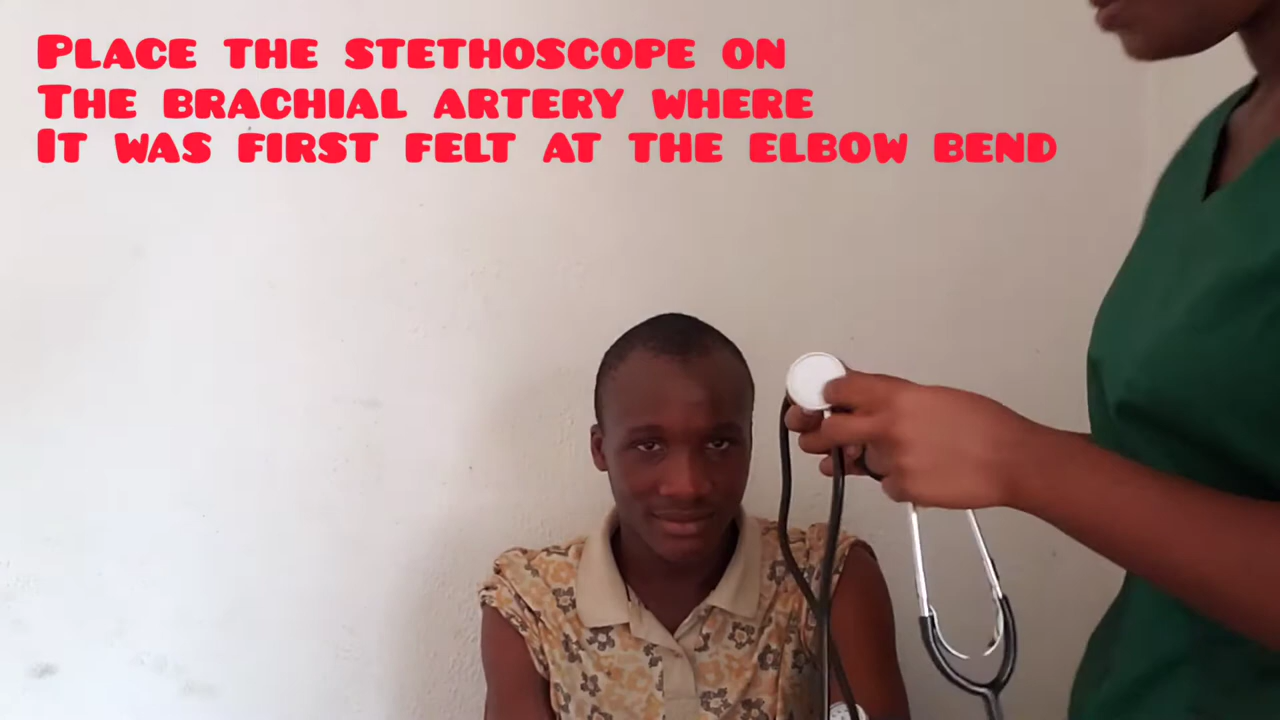 Place the stethoscope on
The brachial artery where
It was first felt at the elbow bend